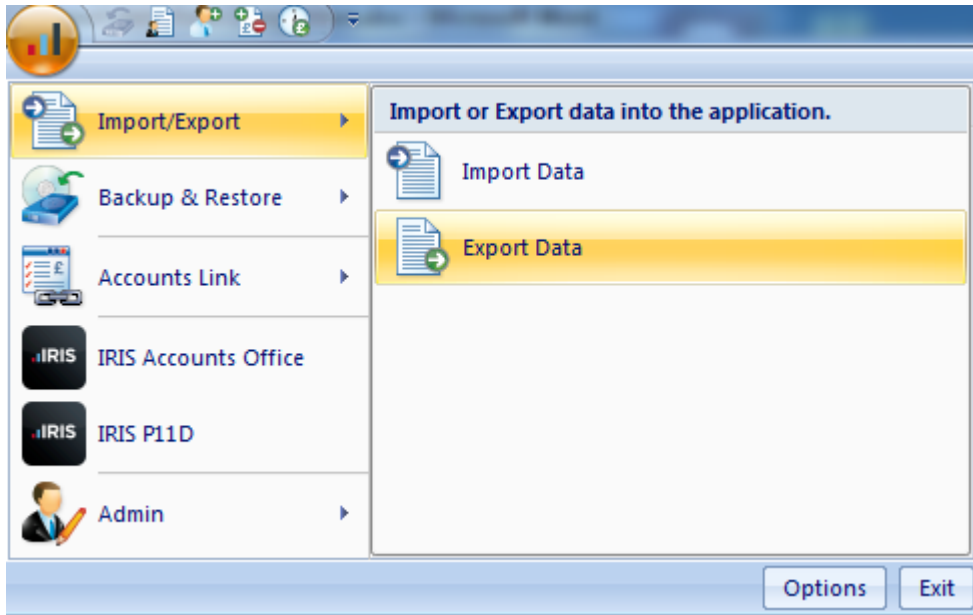 Import/Export
Import or Export data into the application.
Import Data
Backup & Restore
Export Data
Accounts Link
IRIS
IRIS Accounts Office
IRIS
IRIS P11D
Admin
Options
Exit